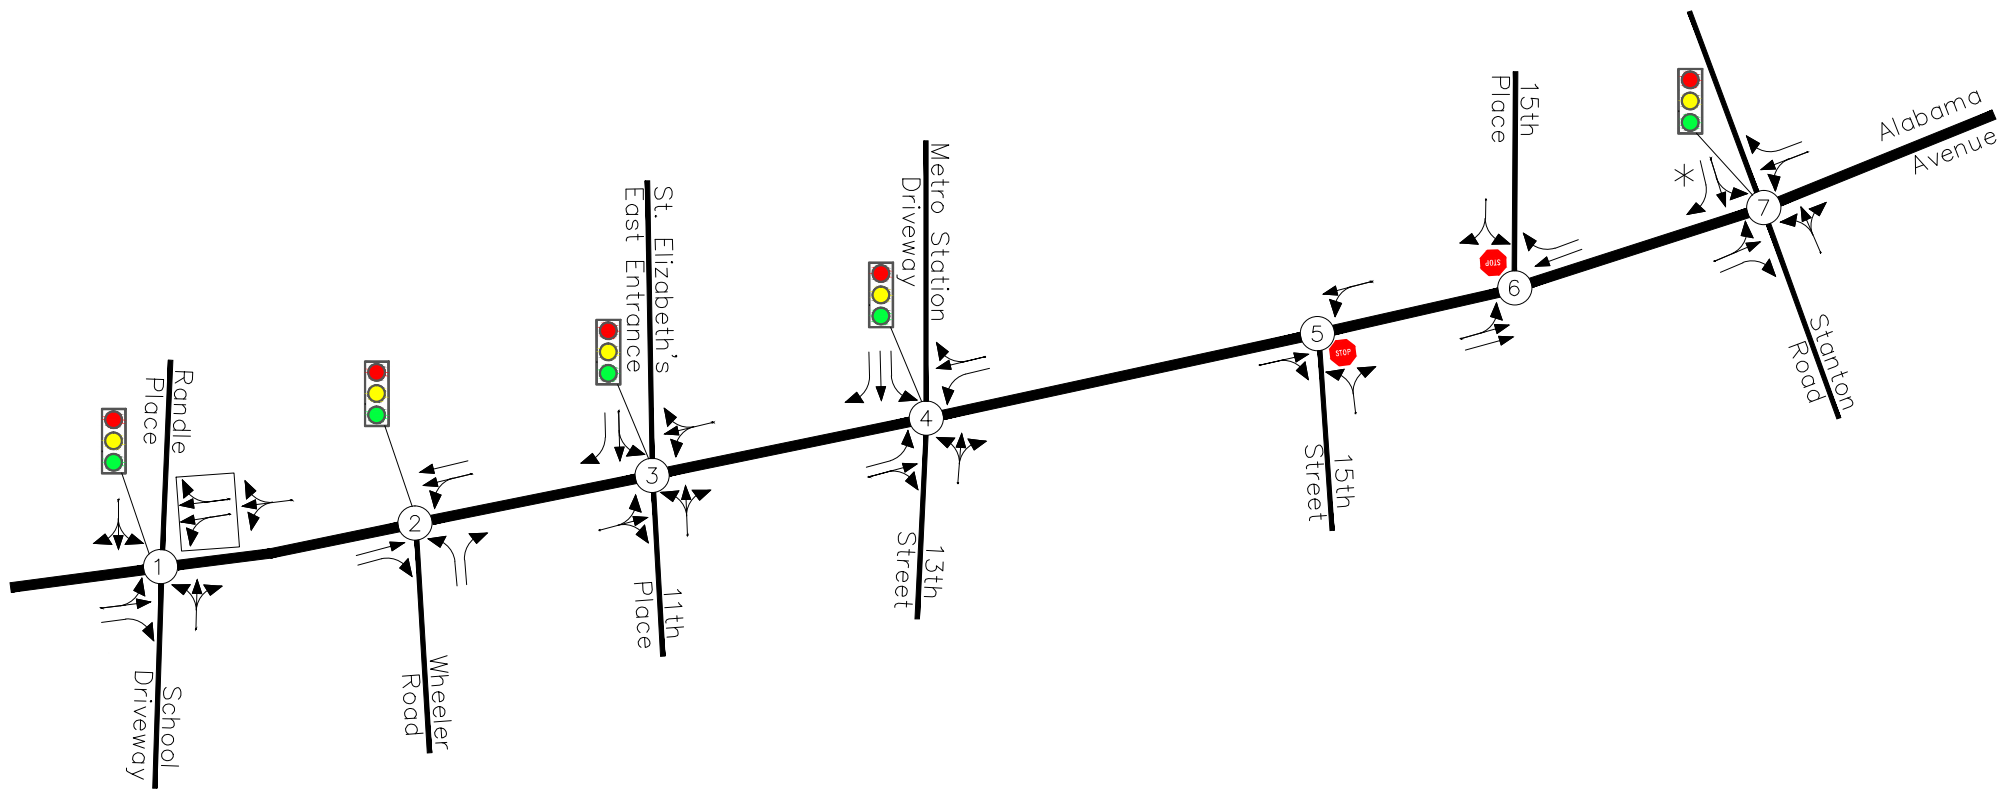 Randle
Place
1
School
Driveway
2
Wheeler
Road
St. Elizabeth's
East Entrance
3
11th
Place
Metro Station
Driveway
4
13th
Street
5
STOP
15th
Street
15th
Place
STOP
6
*
7
Stanton
Road
Alabama
Avenue